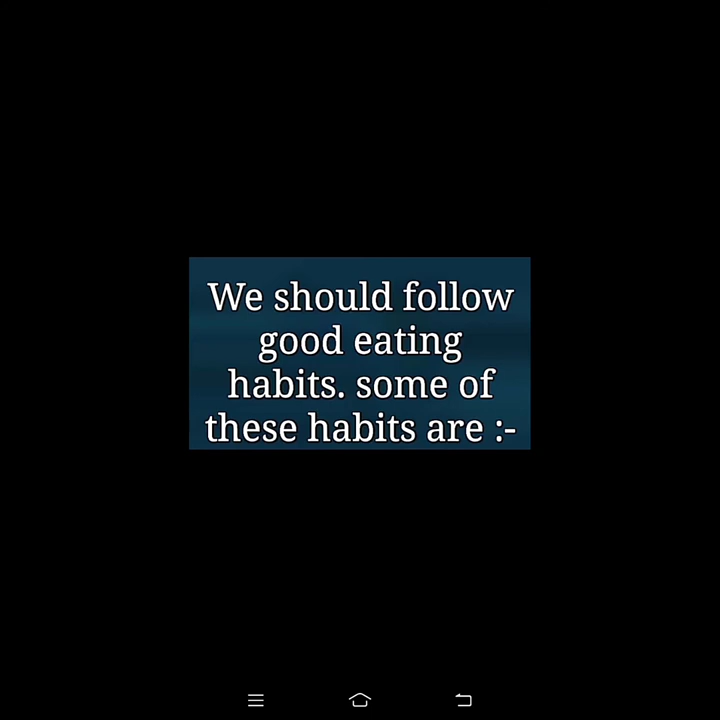 We should follow
good eating
habits. some of
these habits are :-